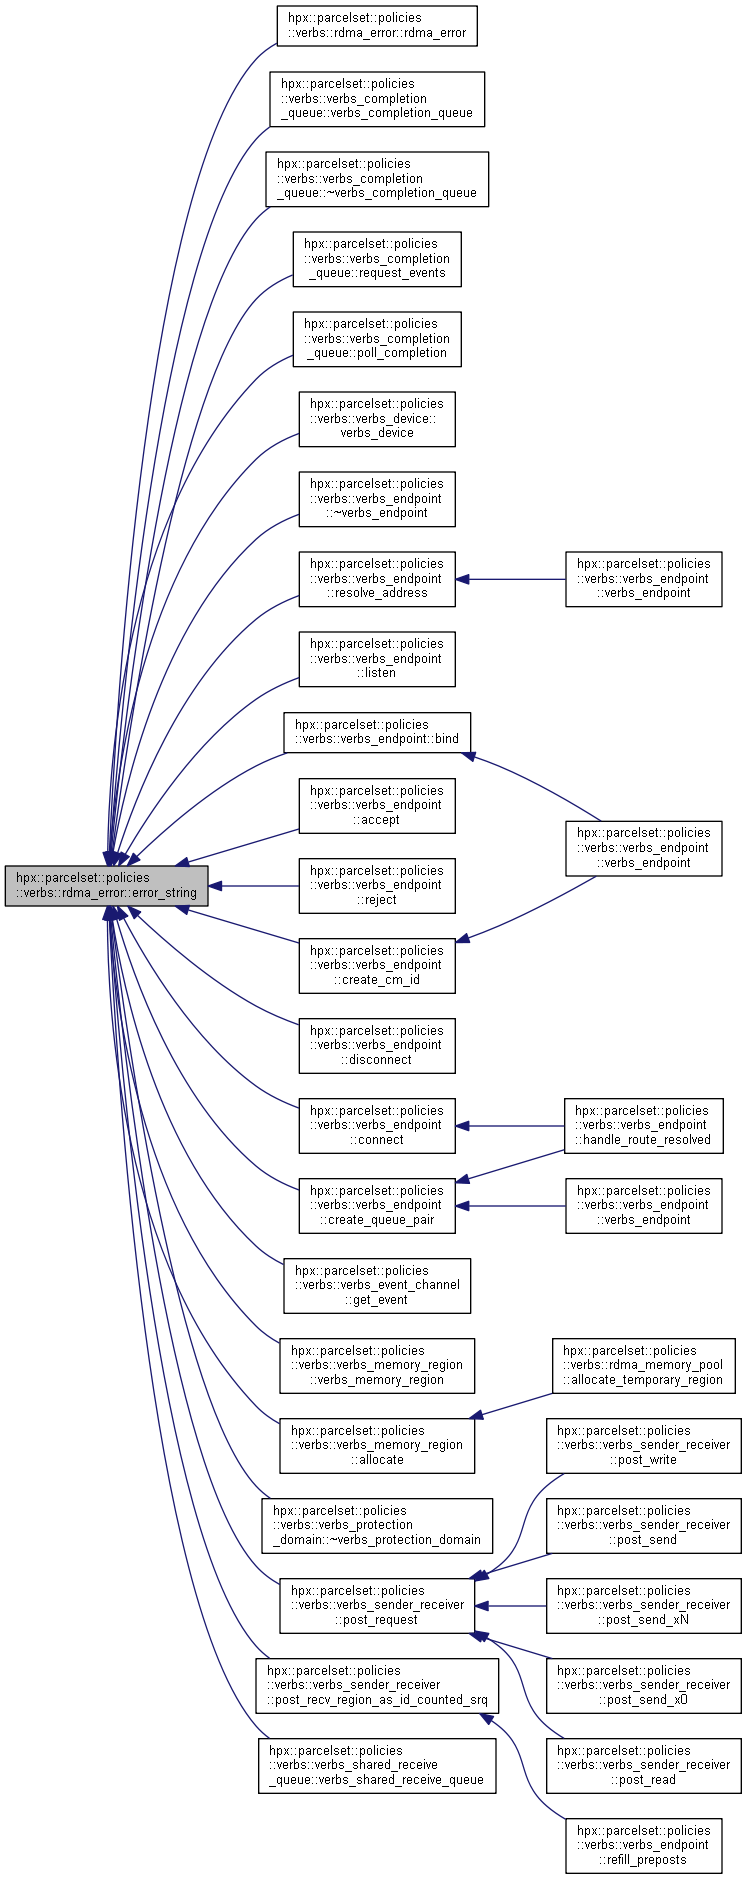 hpx::parcelset::policies
::verbs::rdma_error::rdma_error
hpx::parcelset::policies
::verbs::verbs_completion
_queue::verbs_completion_queue
hpx::parcelset::policies
::verbs::verbs_completion
_queue::~verbs_completion_queue
hpx::parcelset::policies
::verbs::verbs_completion
_queue::request_events
hpx::parcelset::policies
::verbs::verbs_completion
_queue::poll_completion
hpx::parcelset::policies
::verbs::verbs_device::
verbs_device
hpx::parcelset::policies
::verbs::verbs_endpoint
::~verbs_endpoint
hpx::parcelset::policies
::verbs::verbs_endpoint
::resolve_address
hpx::parcelset::policies
::verbs::verbs_endpoint
::verbs_endpoint
hpx::parcelset::policies
::verbs::verbs_endpoint
::listen
hpx::parcelset::policies
::verbs::verbs_endpoint::bind
hpx::parcelset::policies
::verbs::verbs_endpoint
::accept
hpx::parcelset::policies
::verbs::verbs_endpoint
::verbs_endpoint
hpx::parcelset::policies
::verbs::rdma_error::error_string
hpx::parcelset::policies
::verbs::verbs_endpoint
::reject
hpx::parcelset::policies
::verbs::verbs_endpoint
::create_cm_id
hpx::parcelset::policies
::verbs::verbs_endpoint
::disconnect
hpx::parcelset::policies
::verbs::verbs_endpoint
::connect
hpx::parcelset::policies
::verbs::verbs_endpoint
::handle_route_resolved
hpx::parcelset::policies
::verbs::verbs_endpoint
::create_queue_pair
hpx::parcelset::policies
::verbs::verbs_endpoint
::verbs_endpoint
hpx::parcelset::policies
::verbs::verbs_event_channel
::get_event
hpx::parcelset::policies
::verbs::verbs_memory_region
::verbs_memory_region
hpx::parcelset::policies
::verbs::rdma_memory_pool
::allocate_temporary_region
hpx::parcelset::policies
::verbs::verbs_memory_region
::allocate
hpx::parcelset::policies
::verbs::verbs_sender_receiver
::post_write
hpx::parcelset::policies
::verbs::verbs_protection
_domain::~verbs_protection_domain
hpx::parcelset::policies
::verbs::verbs_sender_receiver
::post_send
hpx::parcelset::policies
::verbs::verbs_sender_receiver
::post_request
hpx::parcelset::policies
::verbs::verbs_sender_receiver
::post_send_xN
hpx::parcelset::policies
::verbs::verbs_sender_receiver
::post_recv_region_as_id_counted_srq
hpx::parcelset::policies
::verbs::verbs_sender_receiver
::post_send_x0
hpx::parcelset::policies
::verbs::verbs_shared_receive
_queue::verbs_shared_receive_queue
hpx::parcelset::policies
::verbs::verbs_sender_receiver
::post_read
hpx::parcelset::policies
::verbs::verbs_endpoint
::refill_preposts